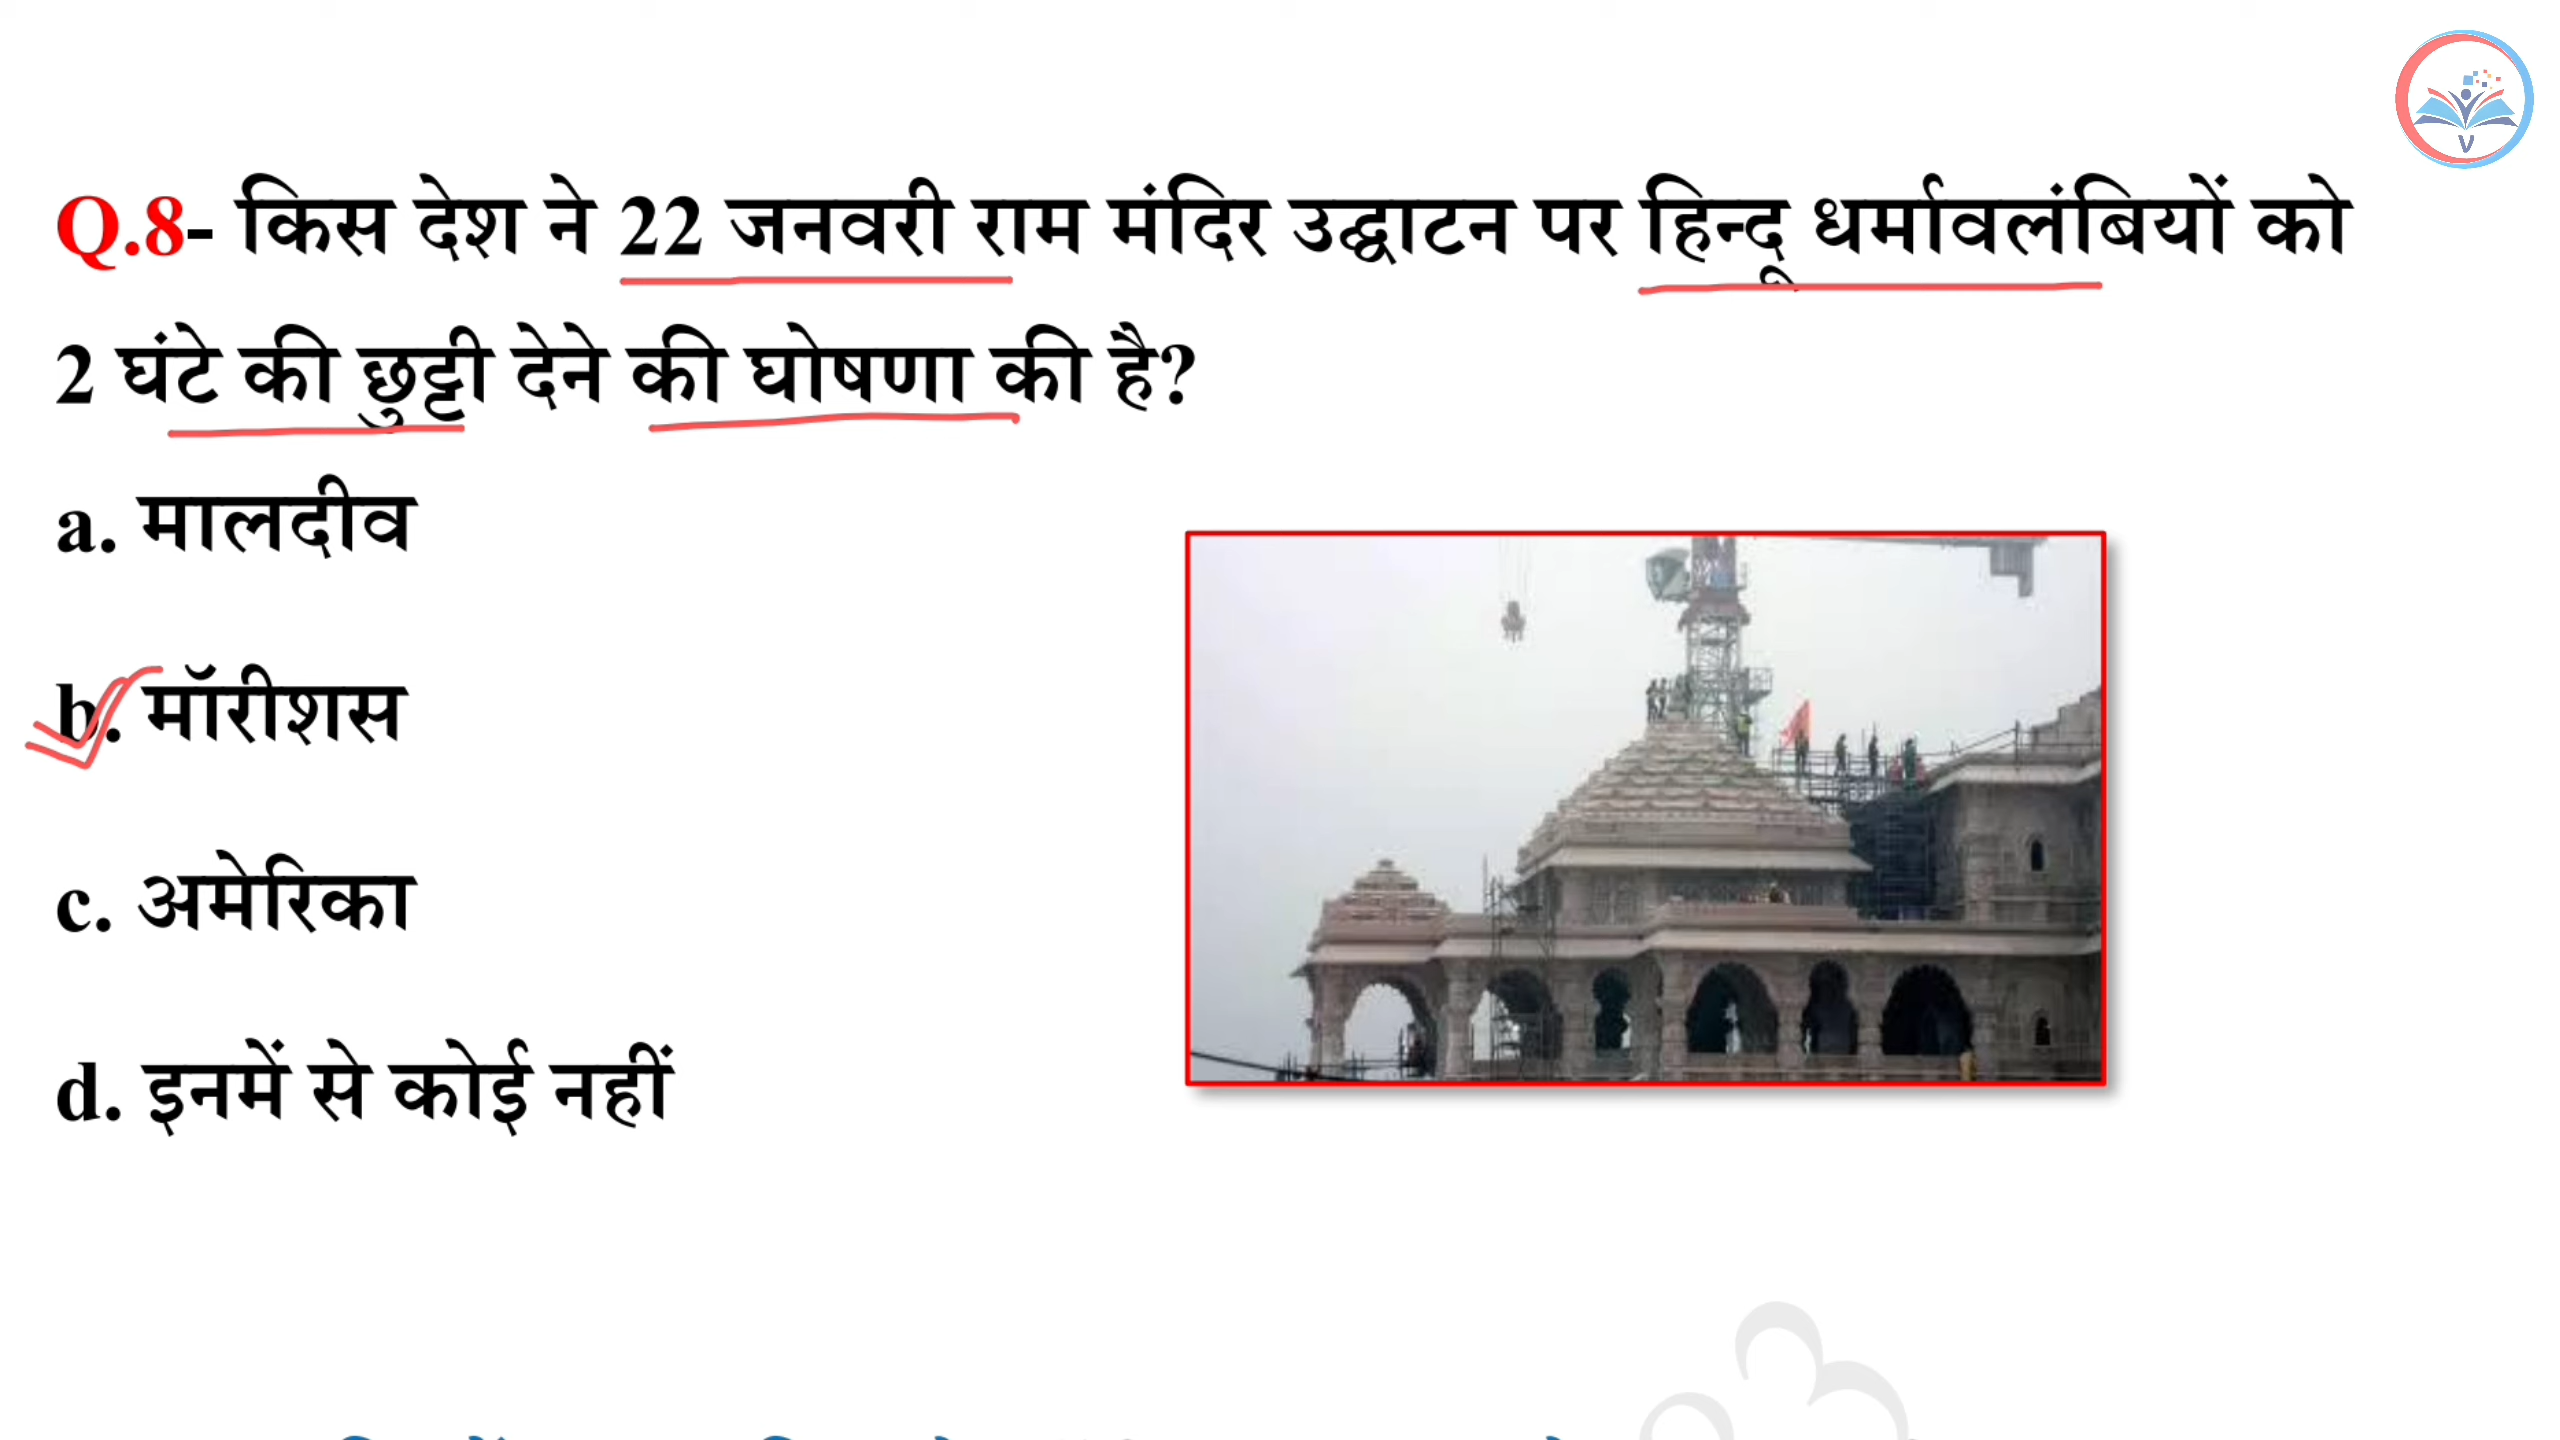 Q.8- किस देश ने 22 जनवरी राम मंदिर उद्घाटन पर हिन्दू धर्मावलंबियों को
2 घंटे की छुट्टी देने की घोषणा की है?
a. मालदीव
b. मॉरीशस
c. अमेरिका
d. इनमें से कोई नहीं